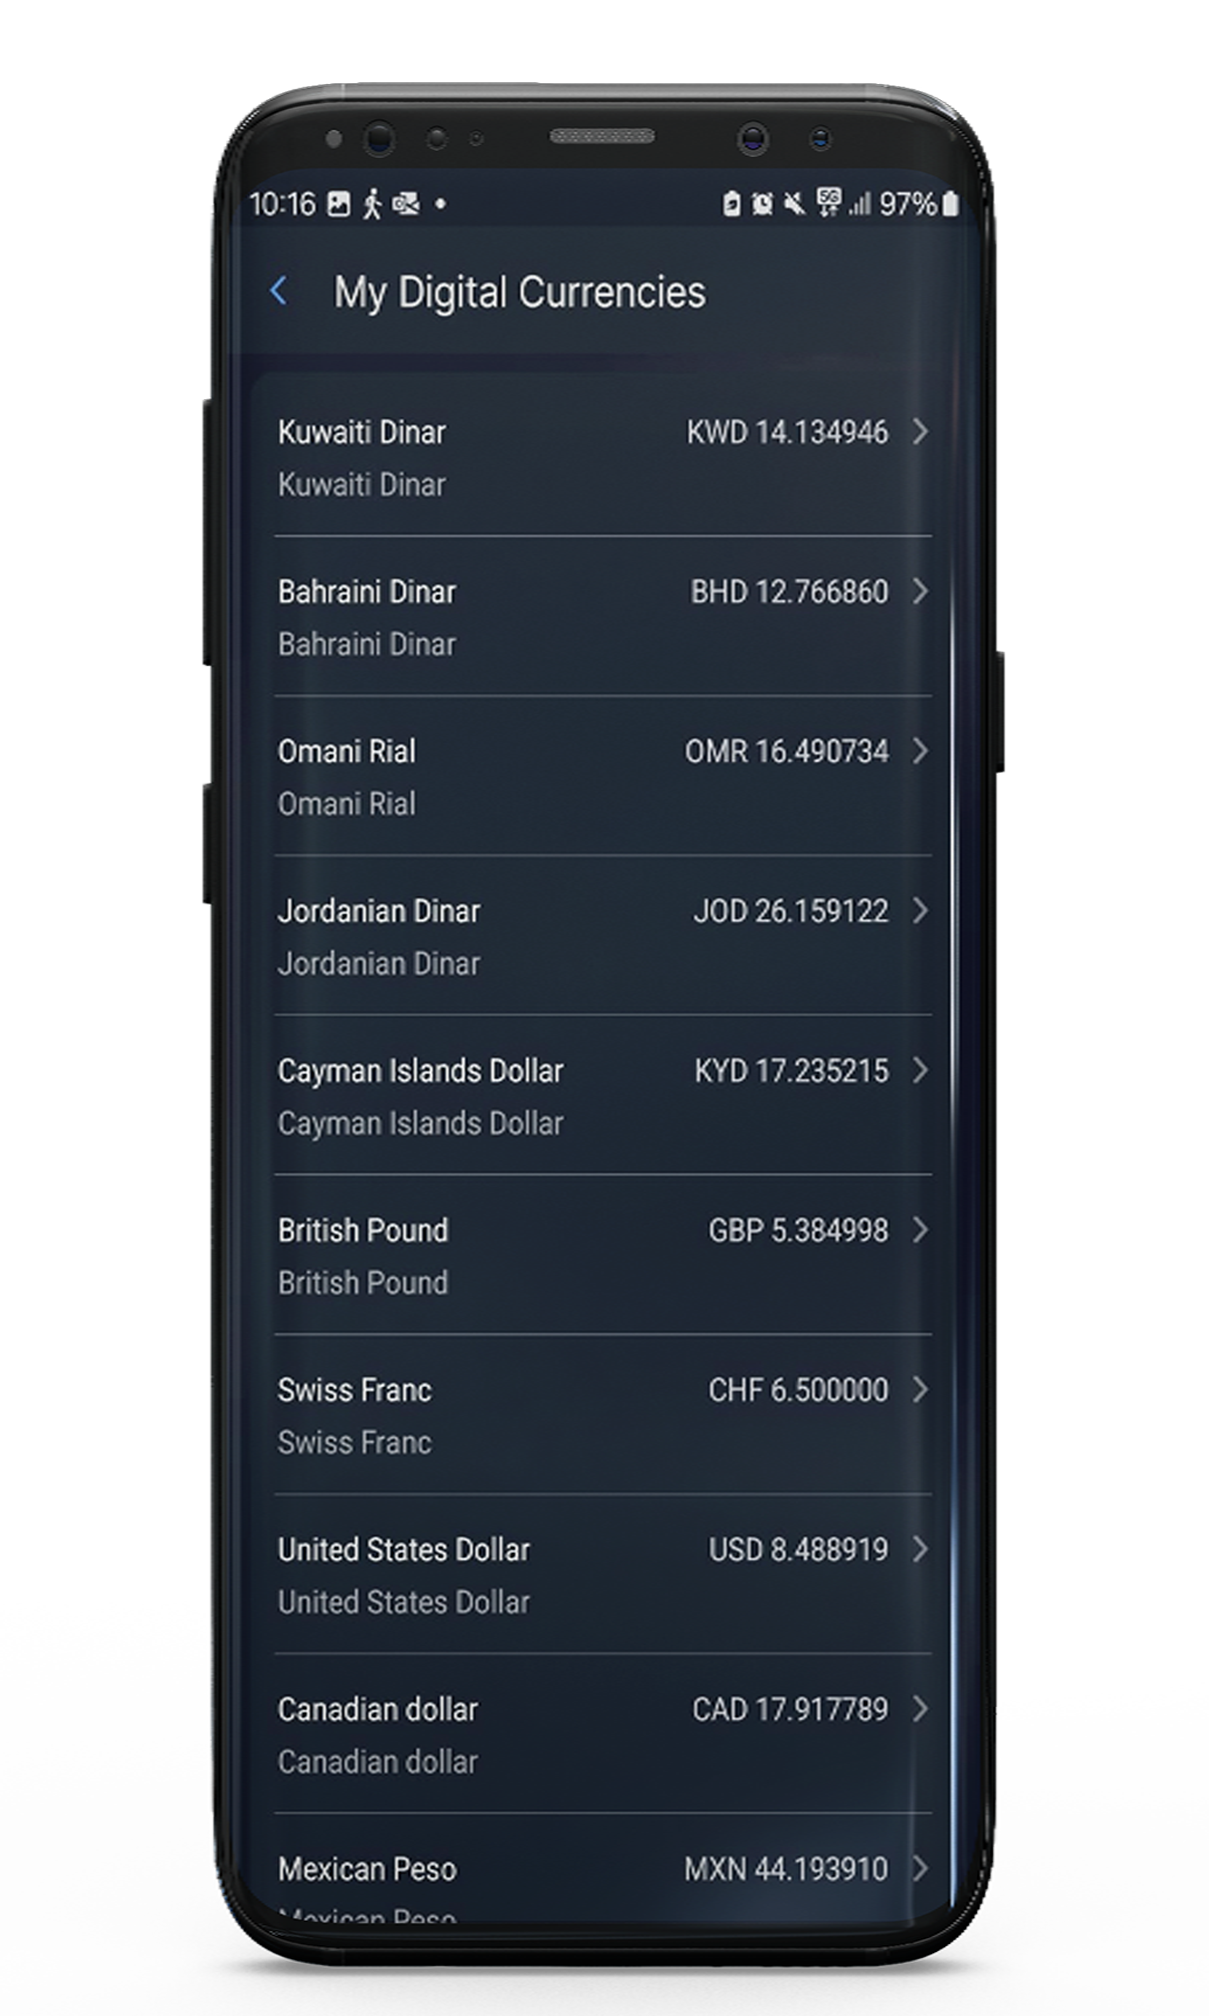 10:16 97%
My Digital Currencies
Kuwaiti Dinar KWD 14.134946
Kuwaiti Dinar
Bahraini Dinar BHD 12.766860
Bahraini Dinar
Omani Rial OMR 16.490734
Omani Rial
Jordanian Dinar JOD 26.159122
Jordanian Dinar
Cayman Islands Dollar KYD 17.235215
Cayman Islands Dollar
British Pound GBP 5.384998
British Pound
Swiss Franc CHF 6.500000
Swiss Franc
United States Dollar USD 8.488919
United States Dollar
Canadian dollar CAD 17.917789
Canadian dollar
Mexican Peso MXN 44.193910
Mexican Peso